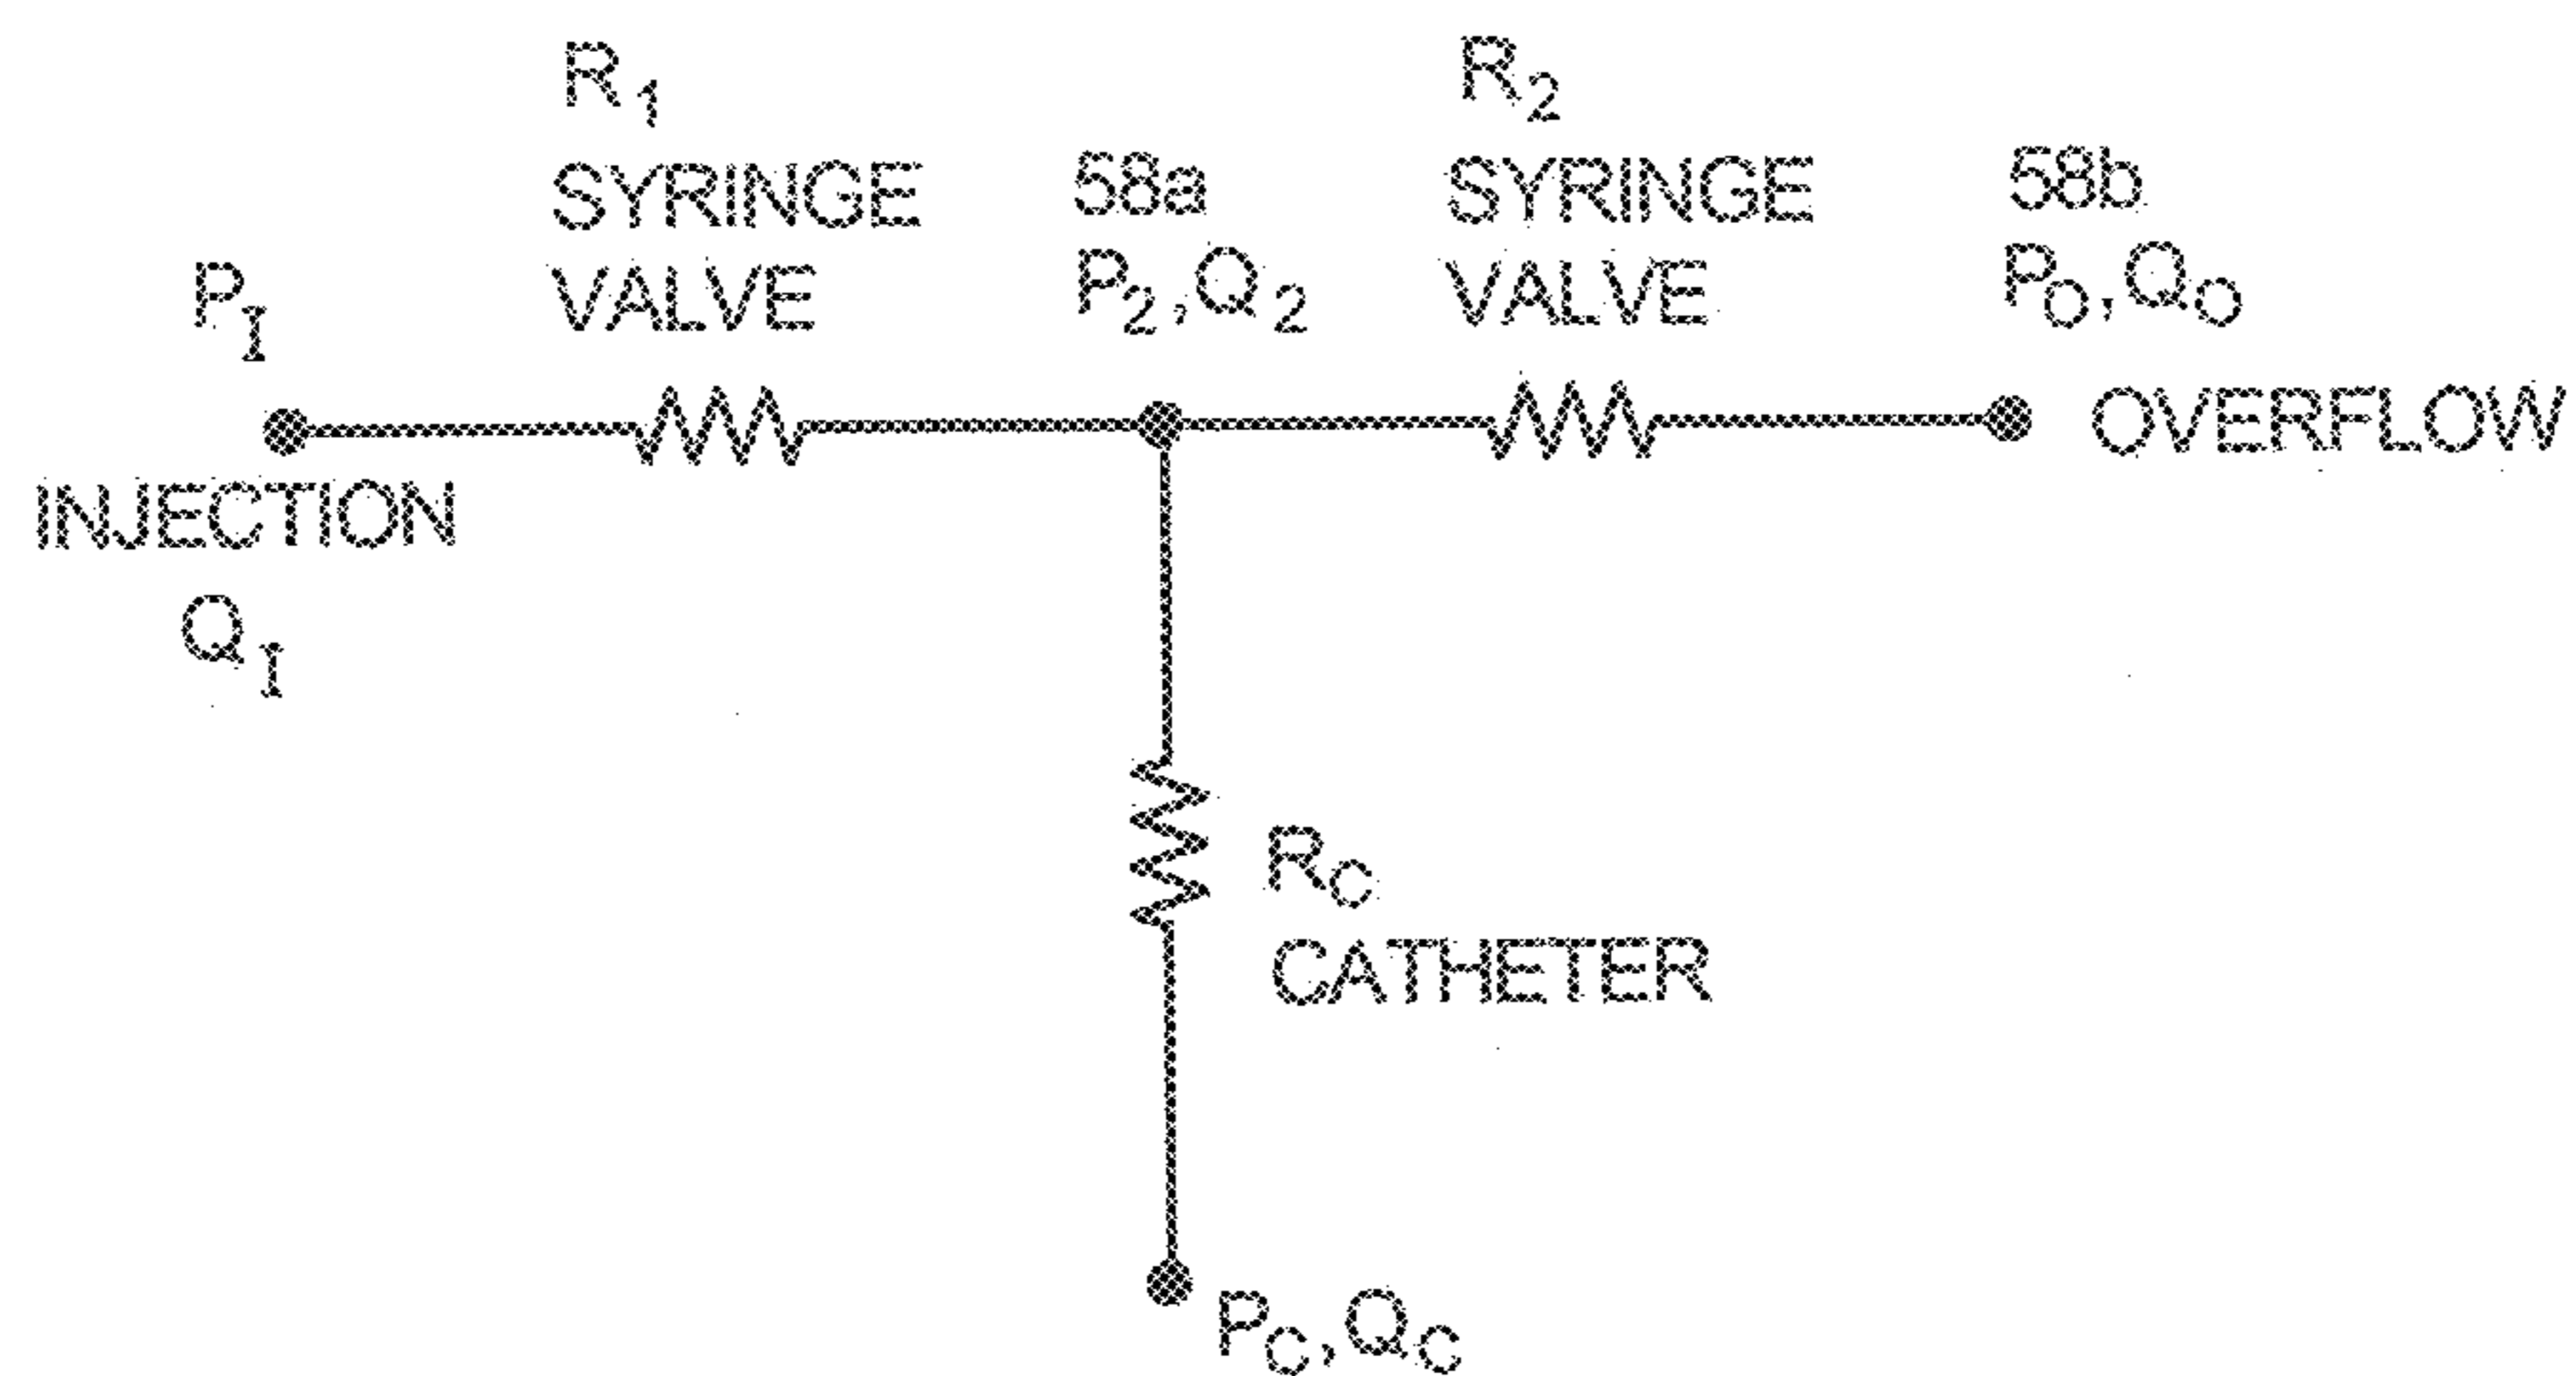 R1
SYRINGE
VALVE
PI
INJECTION
QI
58a
P2,Q2
R2
SYRINGE
VALVE
58b
PO,QO
OVERFLOW
RC
CATHETER
PC,QC